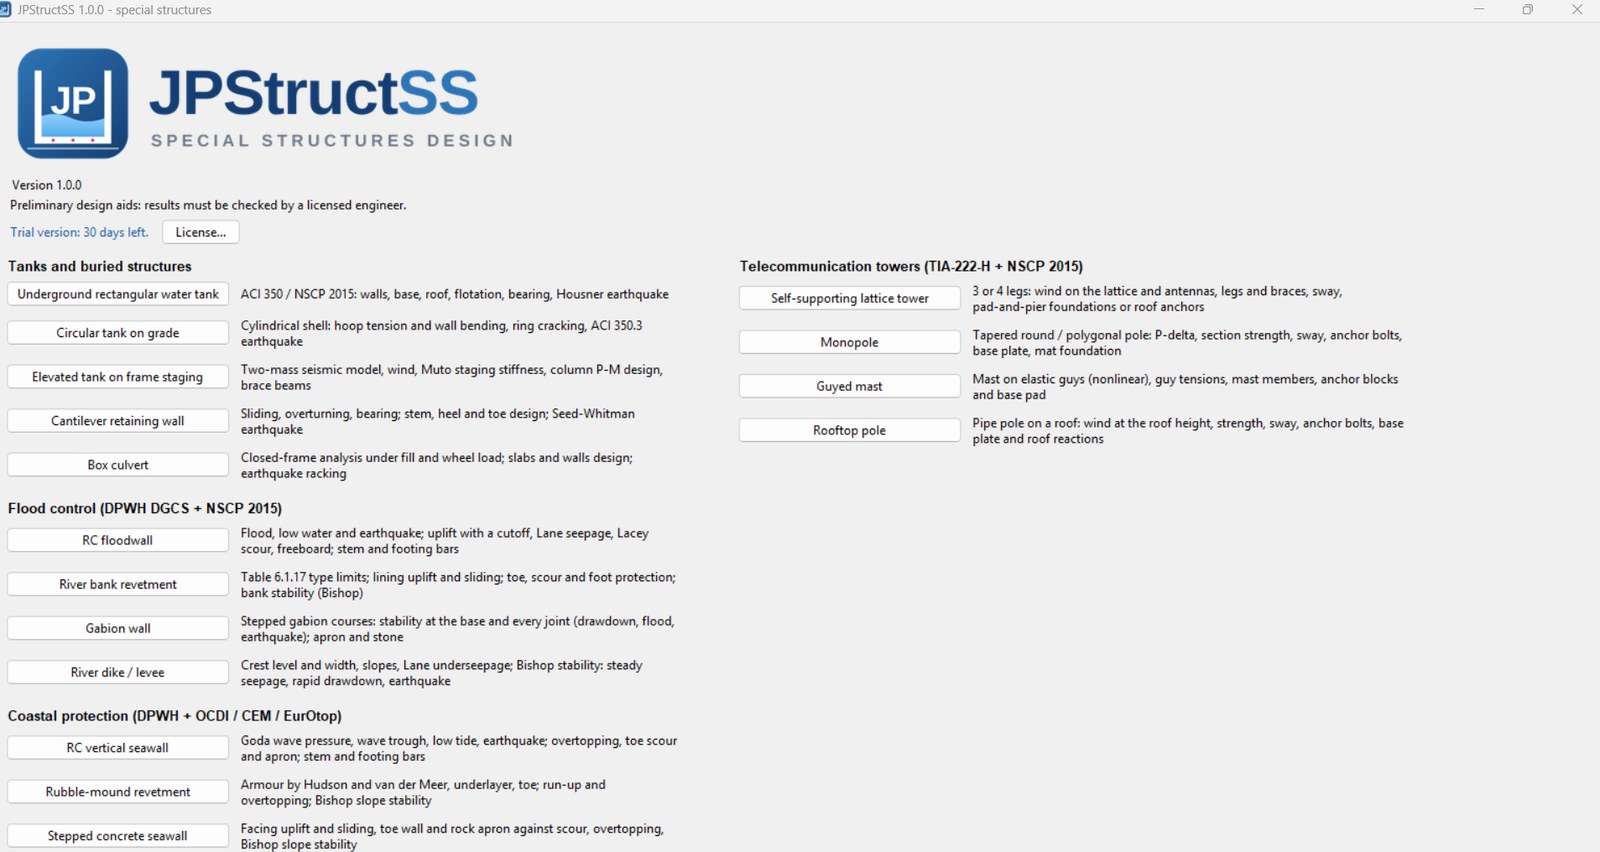 JPStructSS 1.0.0 - special structures
JP
JPStructSS
SPECIAL STRUCTURES DESIGN
Version 1.0.0
Preliminary design aids: results must be checked by a licensed engineer.
Trial version: 30 days left.
License...
Tanks and buried structures
Underground rectangular water tank
ACI 350 / NSCP 2015: walls, base, roof, flotation, bearing, Housner earthquake
Circular tank on grade
Cylindrical shell: hoop tension and wall bending, ring cracking, ACI 350.3
earthquake
Elevated tank on frame staging
Two-mass seismic model, wind, Muto staging stiffness, column P-M design,
brace beams
Cantilever retaining wall
Sliding, overturning, bearing; stem, heel and toe design; Seed-Whitman
earthquake
Box culvert
Closed-frame analysis under fill and wheel load; slabs and walls design;
earthquake racking
Flood control (DPWH DGCS + NSCP 2015)
RC floodwall
Flood, low water and earthquake; uplift with a cutoff, Lane seepage, Lacey
scour, freeboard; stem and footing bars
River bank revetment
Table 6.1.17 type limits; lining uplift and sliding; toe, scour and foot protection;
bank stability (Bishop)
Gabion wall
Stepped gabion courses: stability at the base and every joint (drawdown, flood,
earthquake); apron and stone
River dike / levee
Crest level and width, slopes, Lane underseepage; Bishop stability: steady
seepage, rapid drawdown, earthquake
Coastal protection (DPWH + OCDI / CEM / EurOtop)
RC vertical seawall
Goda wave pressure, wave trough, low tide, earthquake; overtopping, toe scour
and apron; stem and footing bars
Rubble-mound revetment
Armour by Hudson and van der Meer, underlayer, toe; run-up and
overtopping; Bishop slope stability
Stepped concrete seawall
Facing uplift and sliding, toe wall and rock apron against scour, overtopping,
Bishop slope stability
Telecommunication towers (TIA-222-H + NSCP 2015)
Self-supporting lattice tower
3 or 4 legs: wind on the lattice and antennas, legs and braces, sway,
pad-and-pier foundations or roof anchors
Monopole
Tapered round / polygonal pole: P-delta, section strength, sway, anchor bolts,
base plate, mat foundation
Guyed mast
Mast on elastic guys (nonlinear), guy tensions, mast members, anchor blocks
and base pad
Rooftop pole
Pipe pole on a roof: wind at the roof height, strength, sway, anchor bolts, base
plate and roof reactions